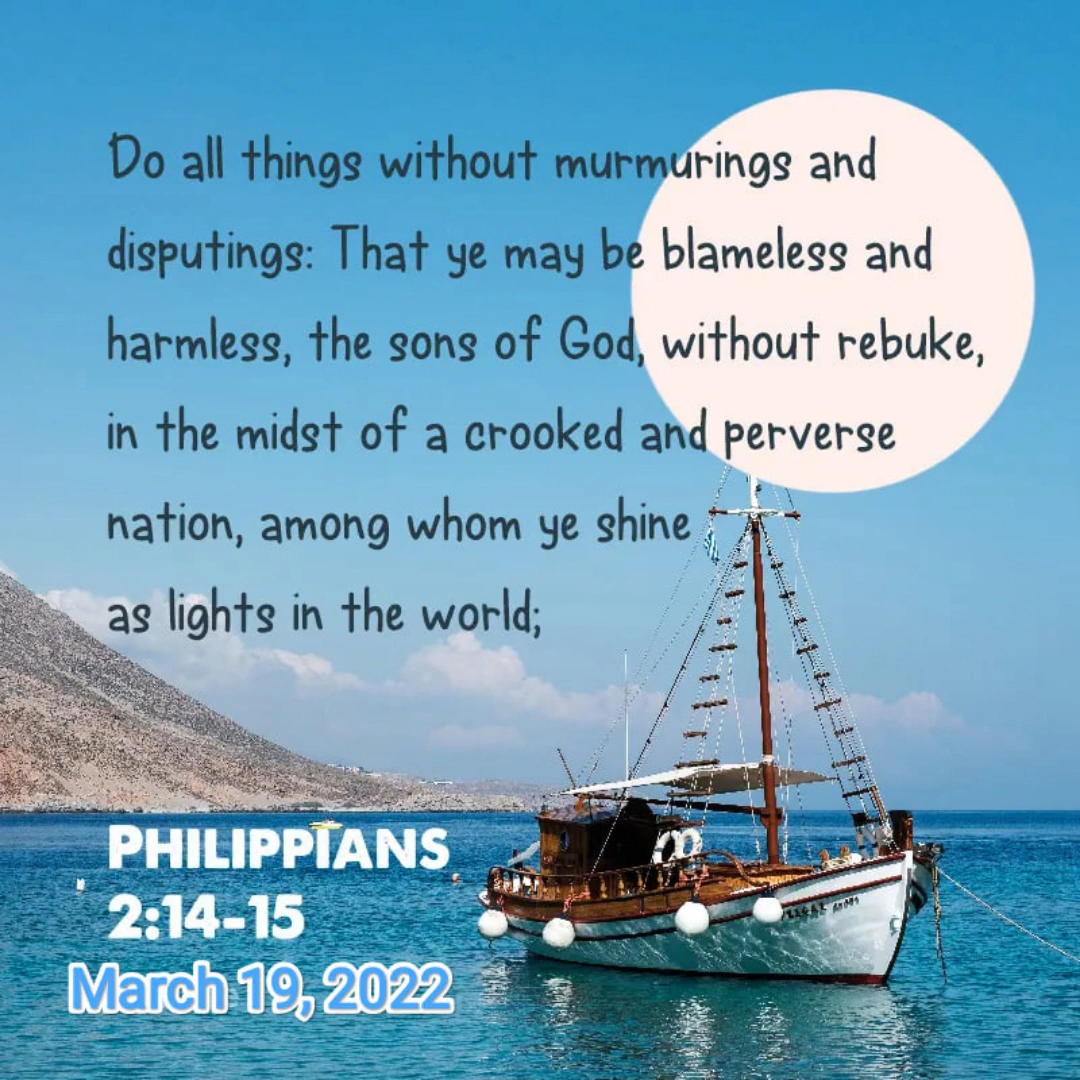 Do all things without murmurings and
disputings: That ye may be blameless and
harmless, the sons of God, without rebuke,
in the midst of a crooked and perverse
nation, among whom ye shine
as lights in the world;
PHILIPPIANS
2:14-15
March 19, 2022